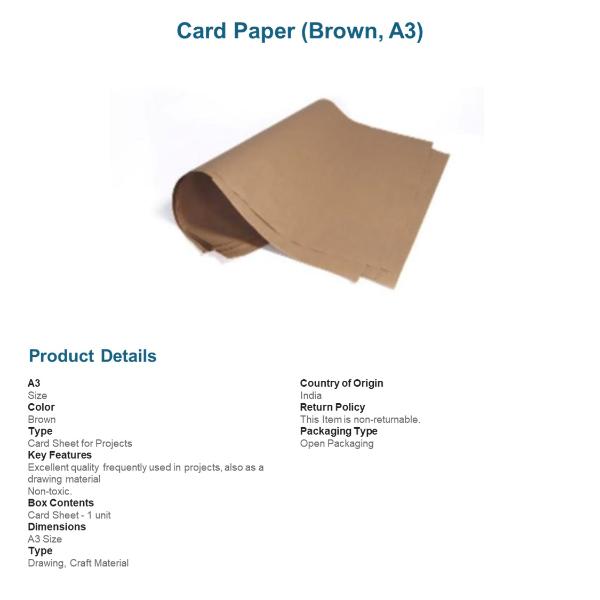 Card Paper (Brown, A3)
Product Details
A3
Size
Color
Brown
Type
Card Sheet for Projects
Key Features
Excellent quality frequently used in projects, also as a
drawing material
Non-toxic.
Box Contents
Card Sheet - 1 unit
Dimensions
A3 Size
Type
Drawing, Craft Material
Country of Origin
India
Return Policy
This Item is non-returnable.
Packaging Type
Open Packaging